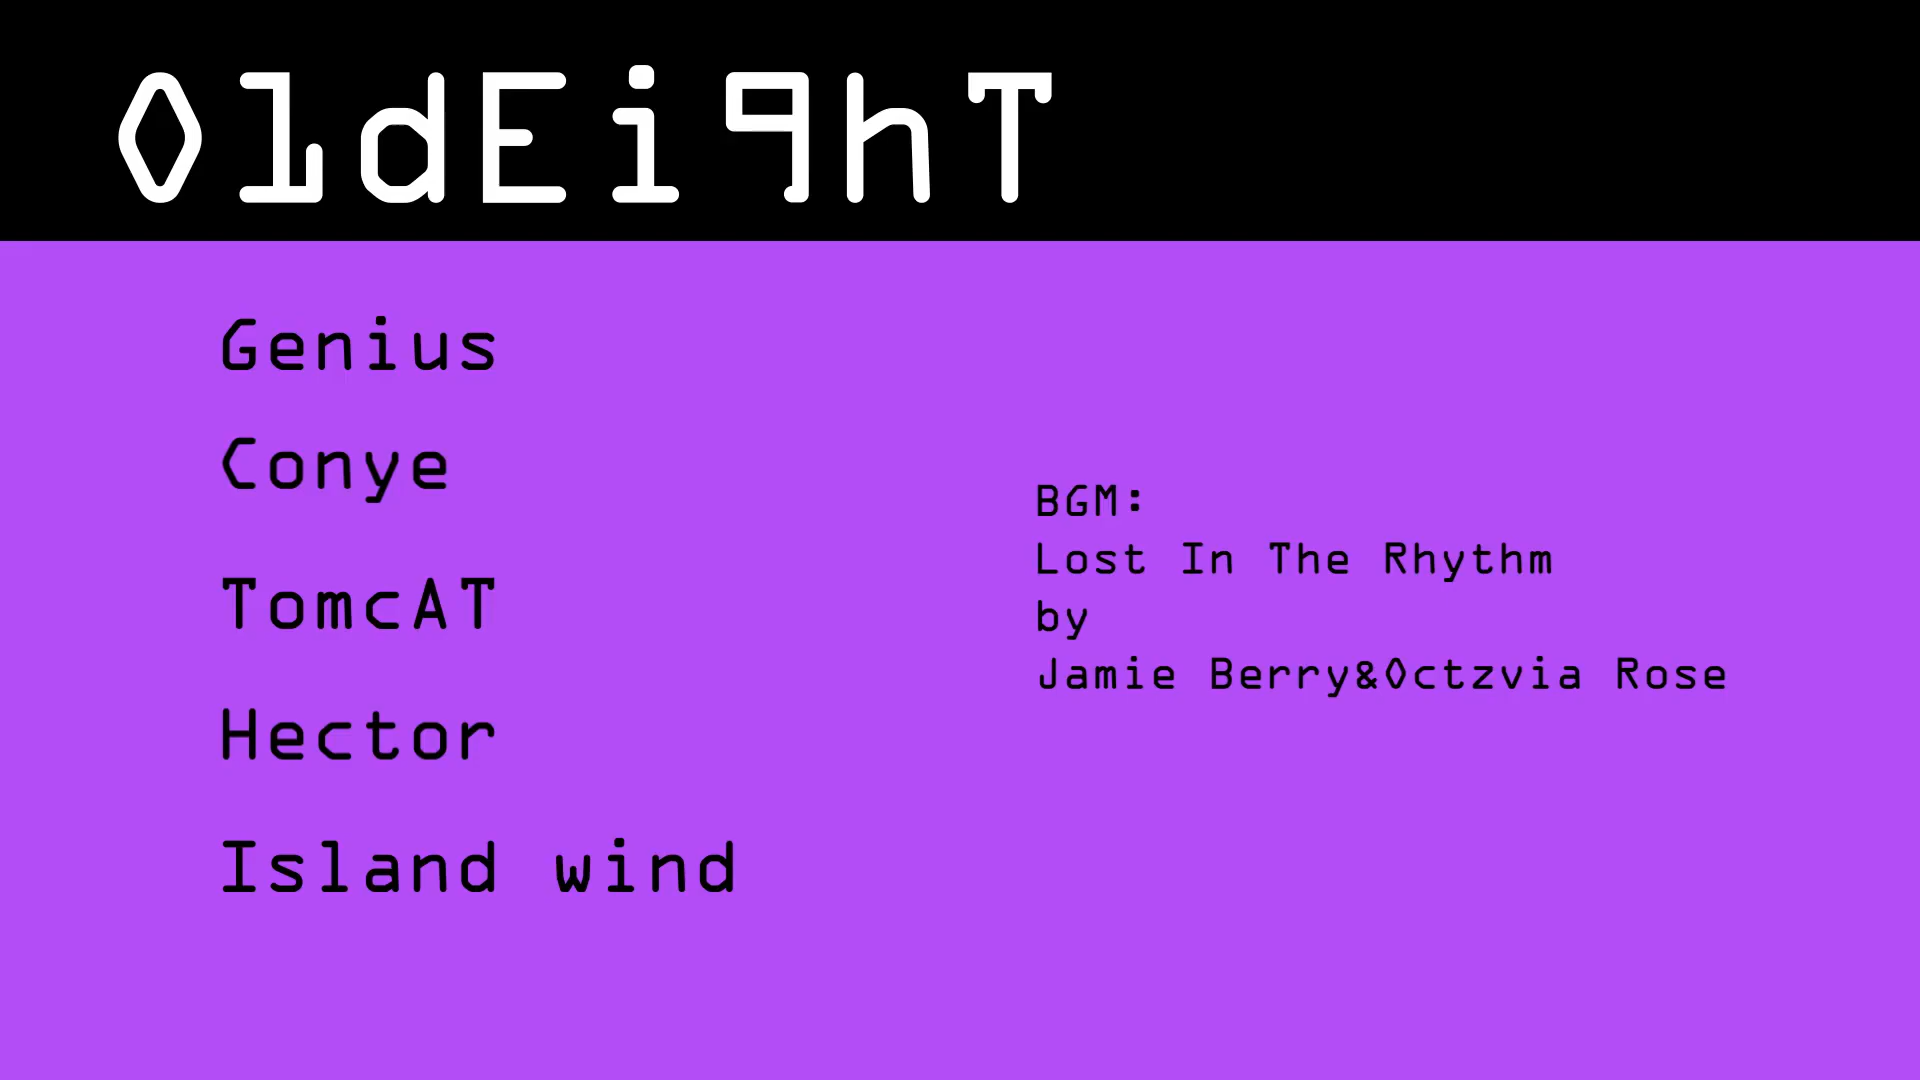 OldEighT
Genius
Conye
TomcAT
Hector
Island wind
BGM:
Lost In The Rhythm
by
Jamie Berry&Octzvia Rose